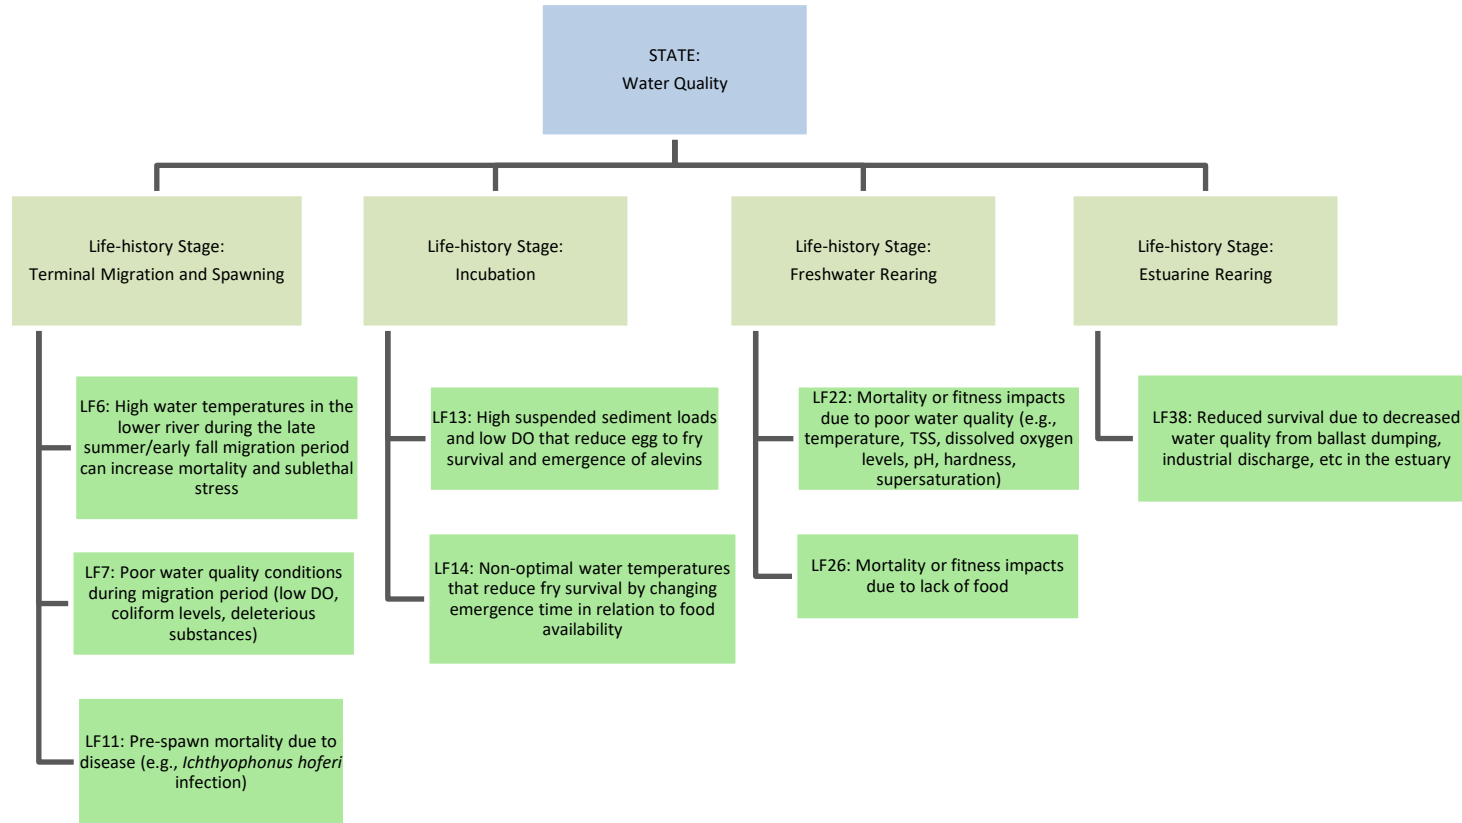 STATE:
Water Quality
Life-history Stage:
Terminal Migration and Spawning
Life-history Stage:
Incubation
Life-history Stage:
Freshwater Rearing
Life-history Stage:
Estuarine Rearing
LF6: High water temperatures in the
lower river during the late
summer/early fall migration period
can increase mortality and sublethal
stress
LF7: Poor water quality conditions
during migration period (low DO,
coliform levels, deleterious
substances)
LF11: Pre-spawn mortality due to
disease (e.g., Ichthyophonus hoferi
infection)
LF13: High suspended sediment loads
and low DO that reduce egg to fry
survival and emergence of alevins
LF14: Non-optimal water temperatures
that reduce fry survival by changing
emergence time in relation to food
availability
LF22: Mortality or fitness impacts
due to poor water quality (e.g.,
temperature, TSS, dissolved oxygen
levels, pH, hardness,
supersaturation)
LF26: Mortality or fitness impacts
due to lack of food
LF38: Reduced survival due to decreased
water quality from ballast dumping,
industrial discharge, etc in the estuary